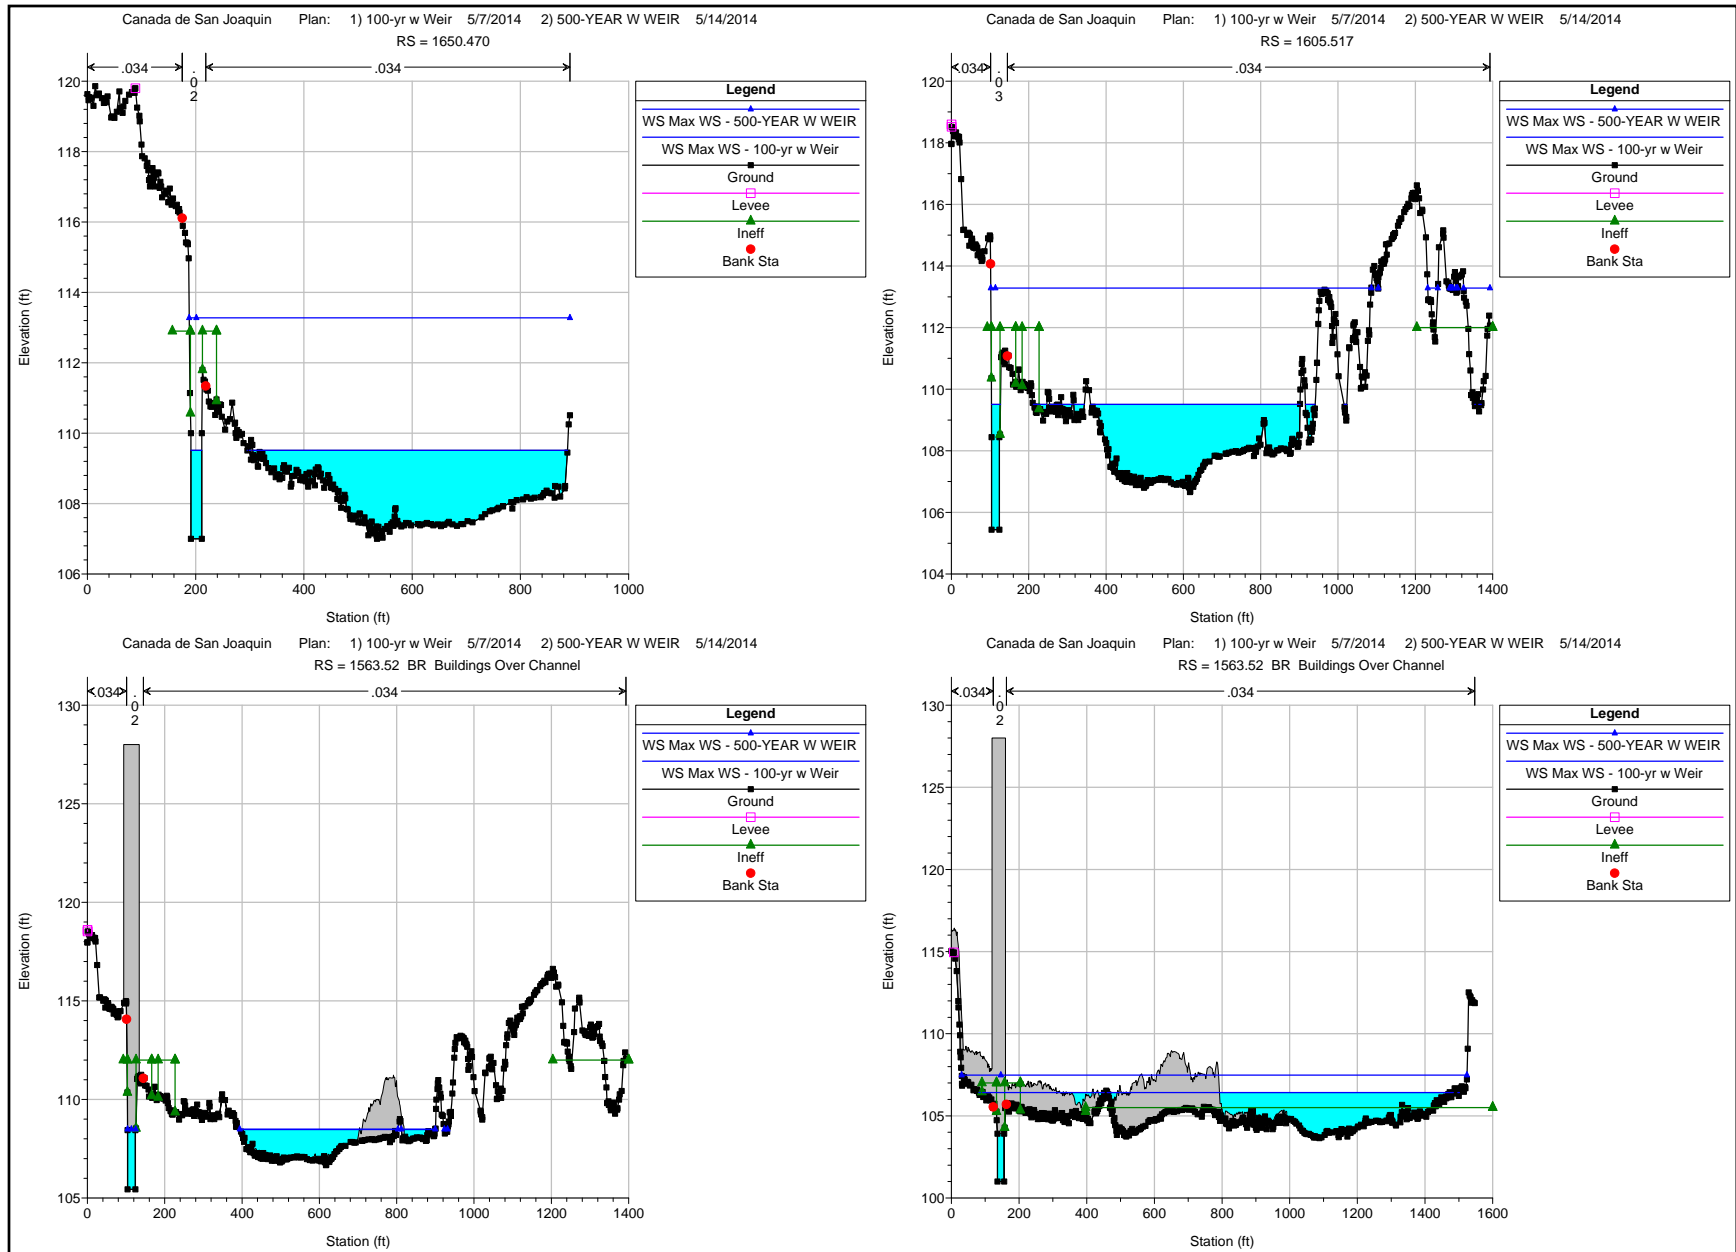 Canada de San Joaquin Plan: 1) 100-yr w Weir 5/7/2014 2) 500-YEAR W WEIR 5/14/2014
RS = 1650.470
.034
.02
.034
120
118
116
114
112
110
108
106
Elevation (ft)
0 200 400 600 800 1000
Station (ft)
Legend
WS Max WS - 500-YEAR W WEIR
WS Max WS - 100-yr w Weir
Ground
Levee
Ineff
Bank Sta
Canada de San Joaquin Plan: 1) 100-yr w Weir 5/7/2014 2) 500-YEAR W WEIR 5/14/2014
RS = 1605.517
.034
.03
.034
120
118
116
114
112
110
108
106
104
Elevation (ft)
0 200 400 600 800 1000 1200 1400
Station (ft)
Legend
WS Max WS - 500-YEAR W WEIR
WS Max WS - 100-yr w Weir
Ground
Levee
Ineff
Bank Sta
Canada de San Joaquin Plan: 1) 100-yr w Weir 5/7/2014 2) 500-YEAR W WEIR 5/14/2014
RS = 1563.52 BR Buildings Over Channel
.034
.02
.034
130
125
120
115
110
105
Elevation (ft)
0 200 400 600 800 1000 1200 1400
Station (ft)
Legend
WS Max WS - 500-YEAR W WEIR
WS Max WS - 100-yr w Weir
Ground
Levee
Ineff
Bank Sta
Canada de San Joaquin Plan: 1) 100-yr w Weir 5/7/2014 2) 500-YEAR W WEIR 5/14/2014
RS = 1563.52 BR Buildings Over Channel
.034
.02
.034
130
125
120
115
110
105
100
Elevation (ft)
0 200 400 600 800 1000 1200 1400 1600
Station (ft)
Legend
WS Max WS - 500-YEAR W WEIR
WS Max WS - 100-yr w Weir
Ground
Levee
Ineff
Bank Sta